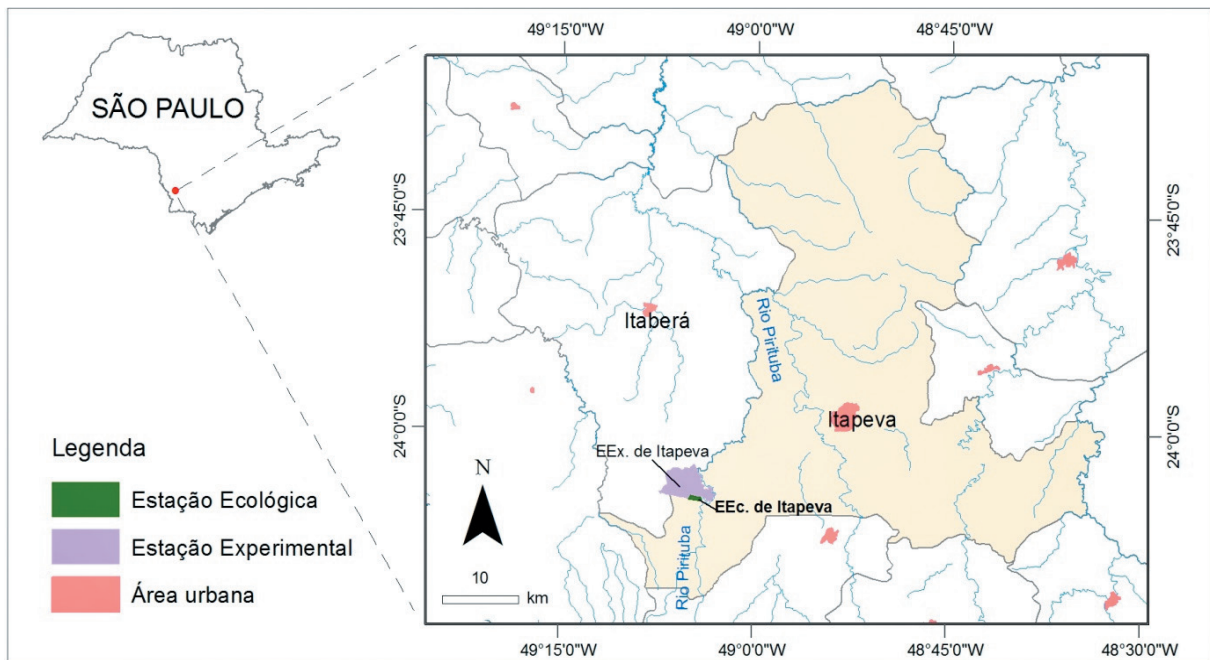 49°15'0"W
49°0'0"W
48°45'0"W
SÃO PAULO
23°45'0"S
23°45'0"S
Itaberá
Rio Pirituba
Itapeva
24°0'0"S
24°0'0"S
EEx. de Itapeva
EEc. de Itapeva
Rio Pirituba
N
10
km
Legenda
Estação Ecológica
Estação Experimental
Área urbana
49°15'0"W
49°0'0"W
48°45'0"W
48°30'0"W